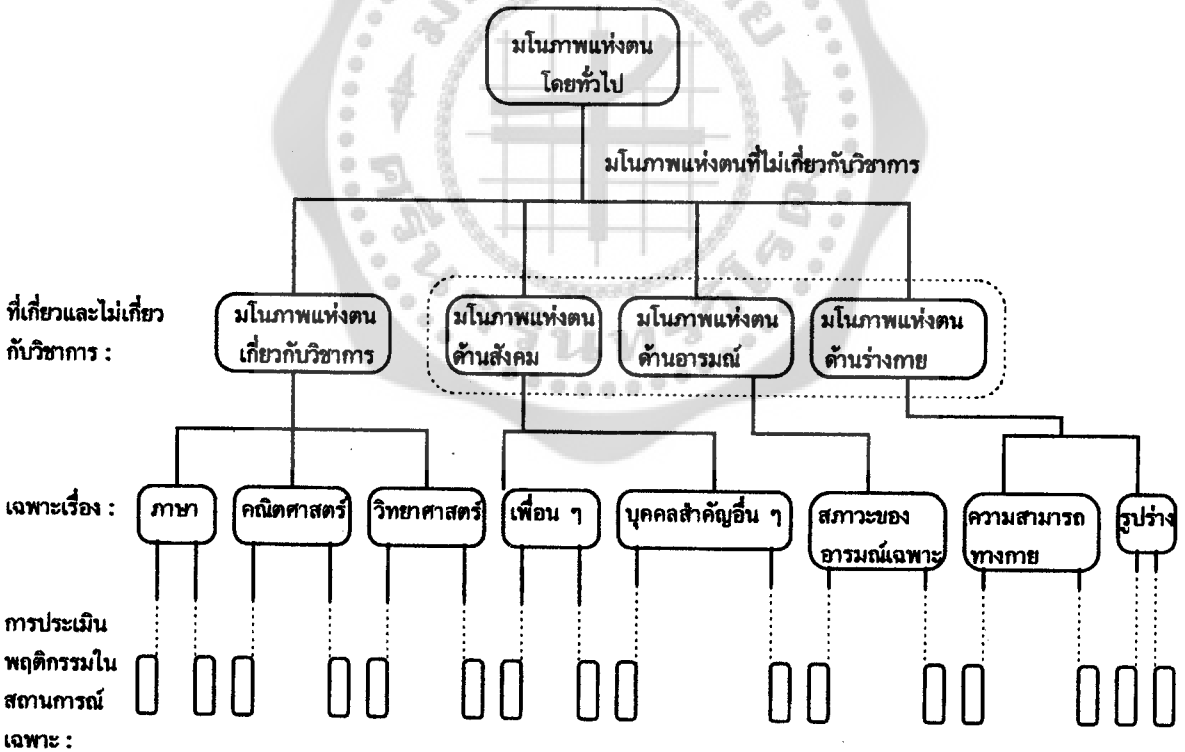 มโนภาพแห่งตน
โดยทั่วไป
มโนภาพแห่งตนที่ไม่เกี่ยวกับวิชาการ
ที่เกี่ยวและไม่เกี่ยว
กับวิชาการ :
มโนภาพแห่งตน
เกี่ยวกับวิชาการ
มโนภาพแห่งตน
ด้านสังคม
มโนภาพแห่งตน
ด้านอารมณ์
มโนภาพแห่งตน
ด้านร่างกาย
เฉพาะเรื่อง :
ภาษา
คณิตศาสตร์
วิทยาศาสตร์
เพื่อน ๆ
บุคคลสำคัญอื่น ๆ
สภาวะของ
อารมณ์เฉพาะ
ความสามารถ
ทางกาย
รูปร่าง
การประเมิน
พฤติกรรมใน
สถานการณ์
เฉพาะ :